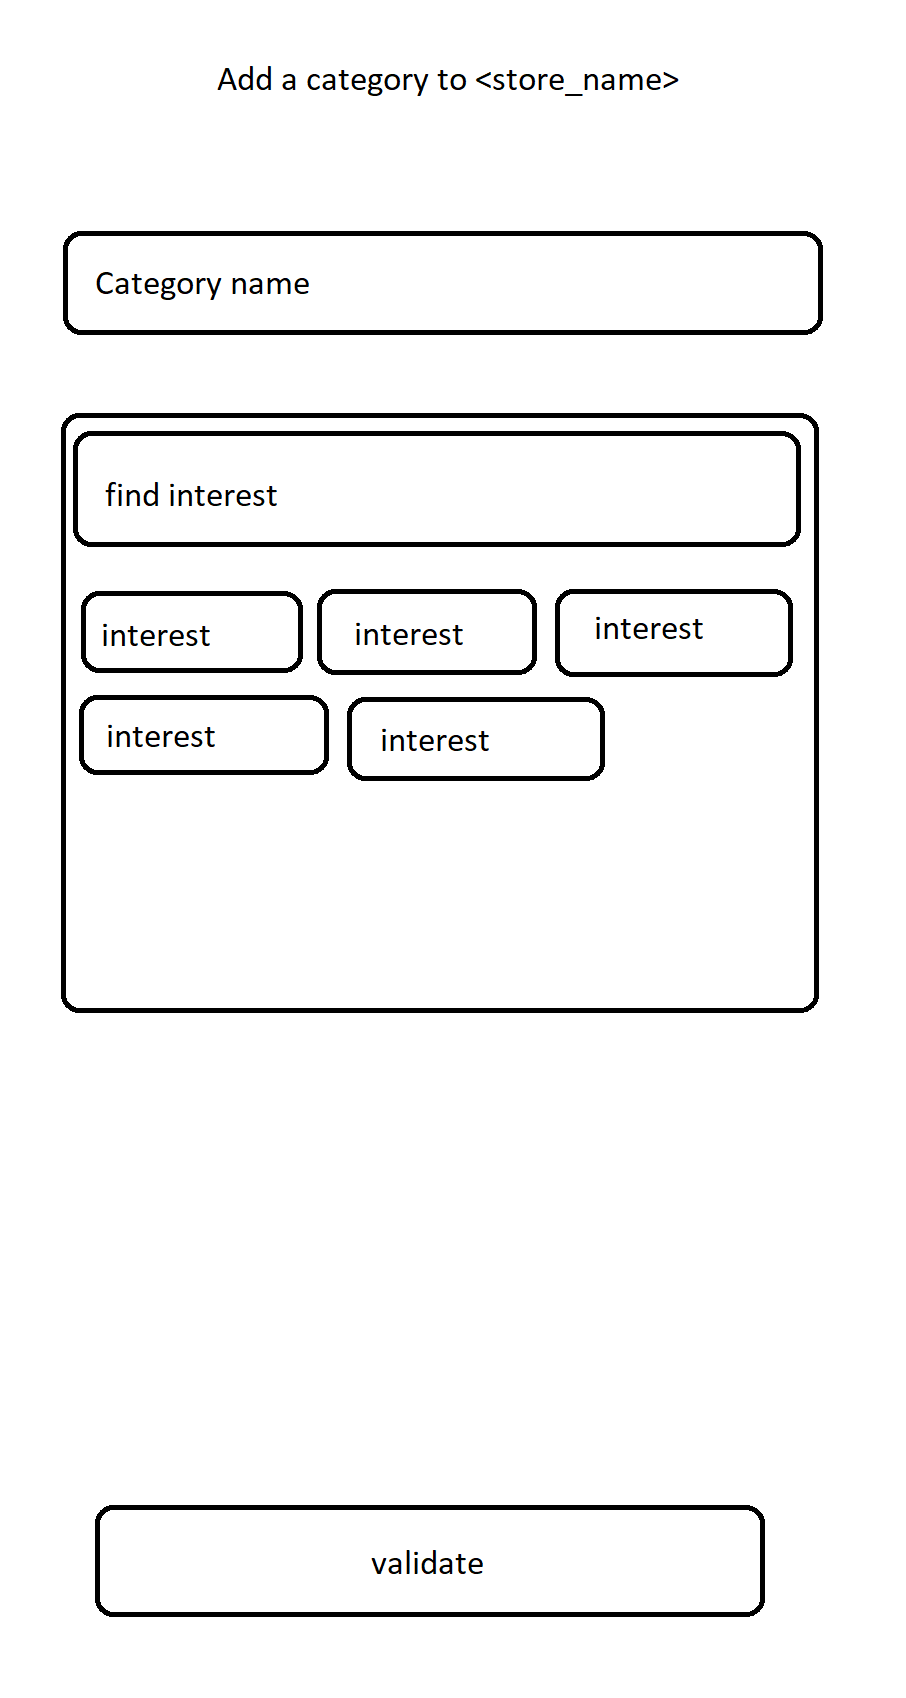 Add a category to <store_name>
Category name
find interest
interest
interest
interest
interest
interest
validate